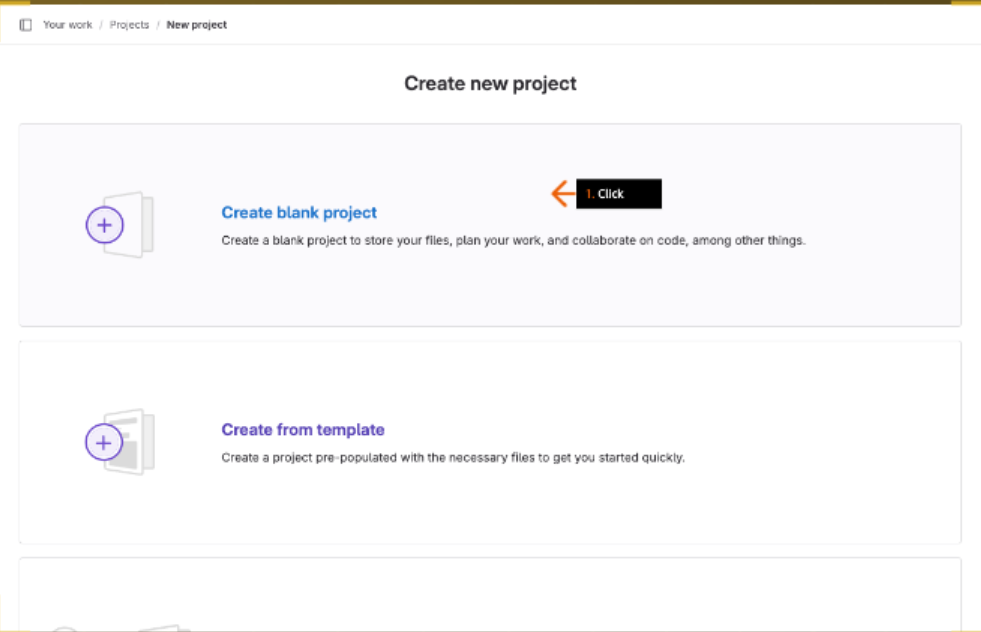 Your work / Projects / New project
Create new project
1. Click
Create blank project
Create a blank project to store your files, plan your work, and collaborate on code, among other things.
Create from template
Create a project pre-populated with the necessary files to get you started quickly.